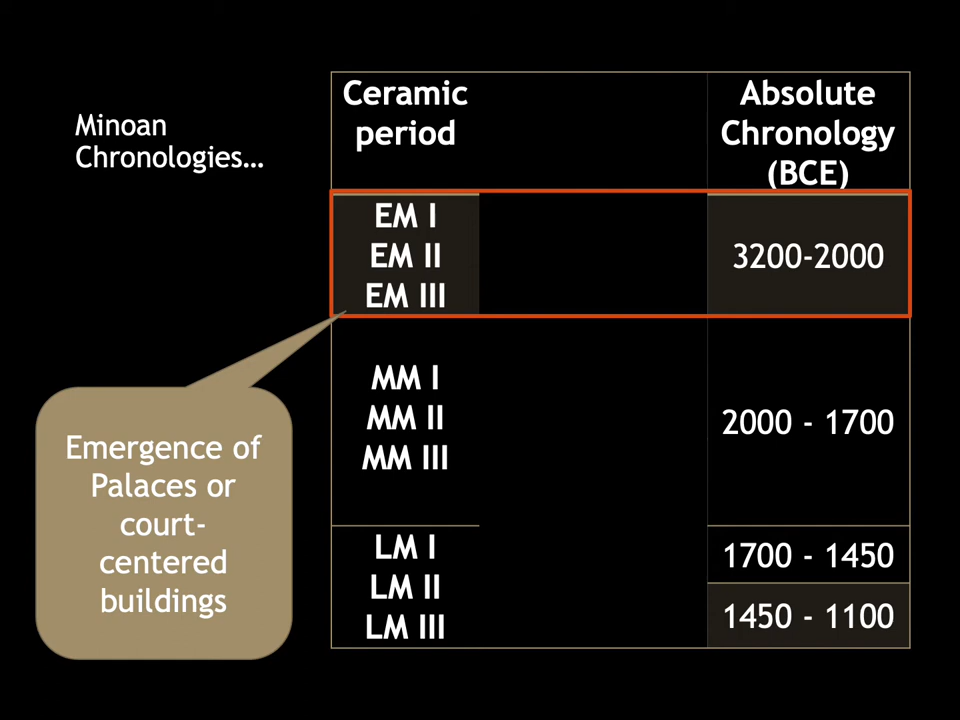 Minoan
Chronologies…
Ceramic
period
Absolute
Chronology
(BCE)
EM I
EM II
EM III
3200-2000
MM I
MM II
MM III
2000 - 1700
LM I
LM II
LM III
1700 - 1450
1450 - 1100
Emergence of
Palaces or
court-
centered
buildings